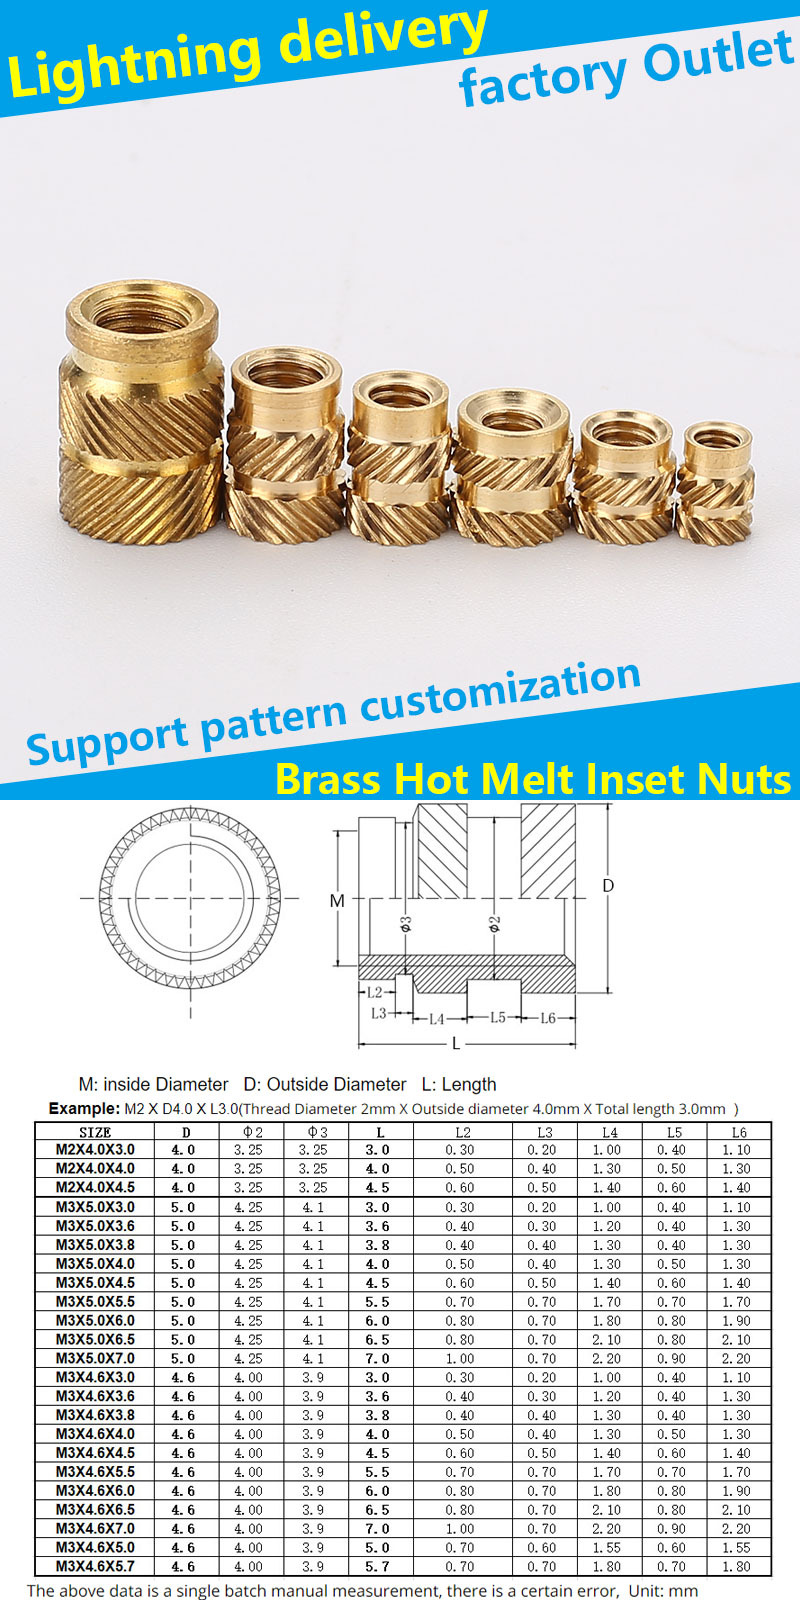 Lightning delivery
factory Outlet
Support pattern customization
Brass Hot Melt Inset Nuts
M Φ3 Φ2 D
L2
L3 L4 L5 L6
L
M: inside Diameter D: Outside Diameter L: Length
Example: M2 X D4.0 X L3.0(Thread Diameter 2mm X Outside diameter 4.0mm X Total length 3.0mm )
SIZE D Φ2 Φ3 L L2 L3 L4 L5 L6
M2X4.0X3.0 4.0 3.25 3.25 3.0 0.30 0.20 1.00 0.40 1.10
M2X4.0X4.0 4.0 3.25 3.25 4.0 0.50 0.40 1.30 0.50 1.30
M2X4.0X4.5 4.0 3.25 3.25 4.5 0.60 0.50 1.40 0.60 1.40
M3X5.0X3.0 5.0 4.25 4.1 3.0 0.30 0.20 1.00 0.40 1.10
M3X5.0X3.6 5.0 4.25 4.1 3.6 0.40 0.30 1.20 0.40 1.30
M3X5.0X3.8 5.0 4.25 4.1 3.8 0.40 0.40 1.30 0.40 1.30
M3X5.0X4.0 5.0 4.25 4.1 4.0 0.50 0.40 1.30 0.50 1.30
M3X5.0X4.5 5.0 4.25 4.1 4.5 0.60 0.50 1.40 0.60 1.40
M3X5.0X5.5 5.0 4.25 4.1 5.5 0.70 0.70 1.70 0.70 1.70
M3X5.0X6.0 5.0 4.25 4.1 6.0 0.80 0.70 1.80 0.80 1.90
M3X5.0X6.5 5.0 4.25 4.1 6.5 0.80 0.70 2.10 0.80 2.10
M3X5.0X7.0 5.0 4.25 4.1 7.0 1.00 0.70 2.20 0.90 2.20
M3X4.6X3.0 4.6 4.00 3.9 3.0 0.30 0.20 1.00 0.40 1.10
M3X4.6X3.6 4.6 4.00 3.9 3.6 0.40 0.30 1.20 0.40 1.30
M3X4.6X3.8 4.6 4.00 3.9 3.8 0.40 0.40 1.30 0.40 1.30
M3X4.6X4.0 4.6 4.00 3.9 4.0 0.50 0.40 1.30 0.50 1.30
M3X4.6X4.5 4.6 4.00 3.9 4.5 0.60 0.50 1.40 0.60 1.40
M3X4.6X5.5 4.6 4.00 3.9 5.5 0.70 0.70 1.70 0.70 1.70
M3X4.6X6.0 4.6 4.00 3.9 6.0 0.80 0.70 1.80 0.80 1.90
M3X4.6X6.5 4.6 4.00 3.9 6.5 0.80 0.70 2.10 0.80 2.10
M3X4.6X7.0 4.6 4.00 3.9 7.0 1.00 0.70 2.20 0.90 2.20
M3X4.6X5.0 4.6 4.00 3.9 5.0 0.70 0.60 1.55 0.60 1.55
M3X4.6X5.7 4.6 4.00 3.9 5.7 0.70 0.70 1.80 0.70 1.80
The above data is a single batch manual measurement, there is a certain error, Unit: mm